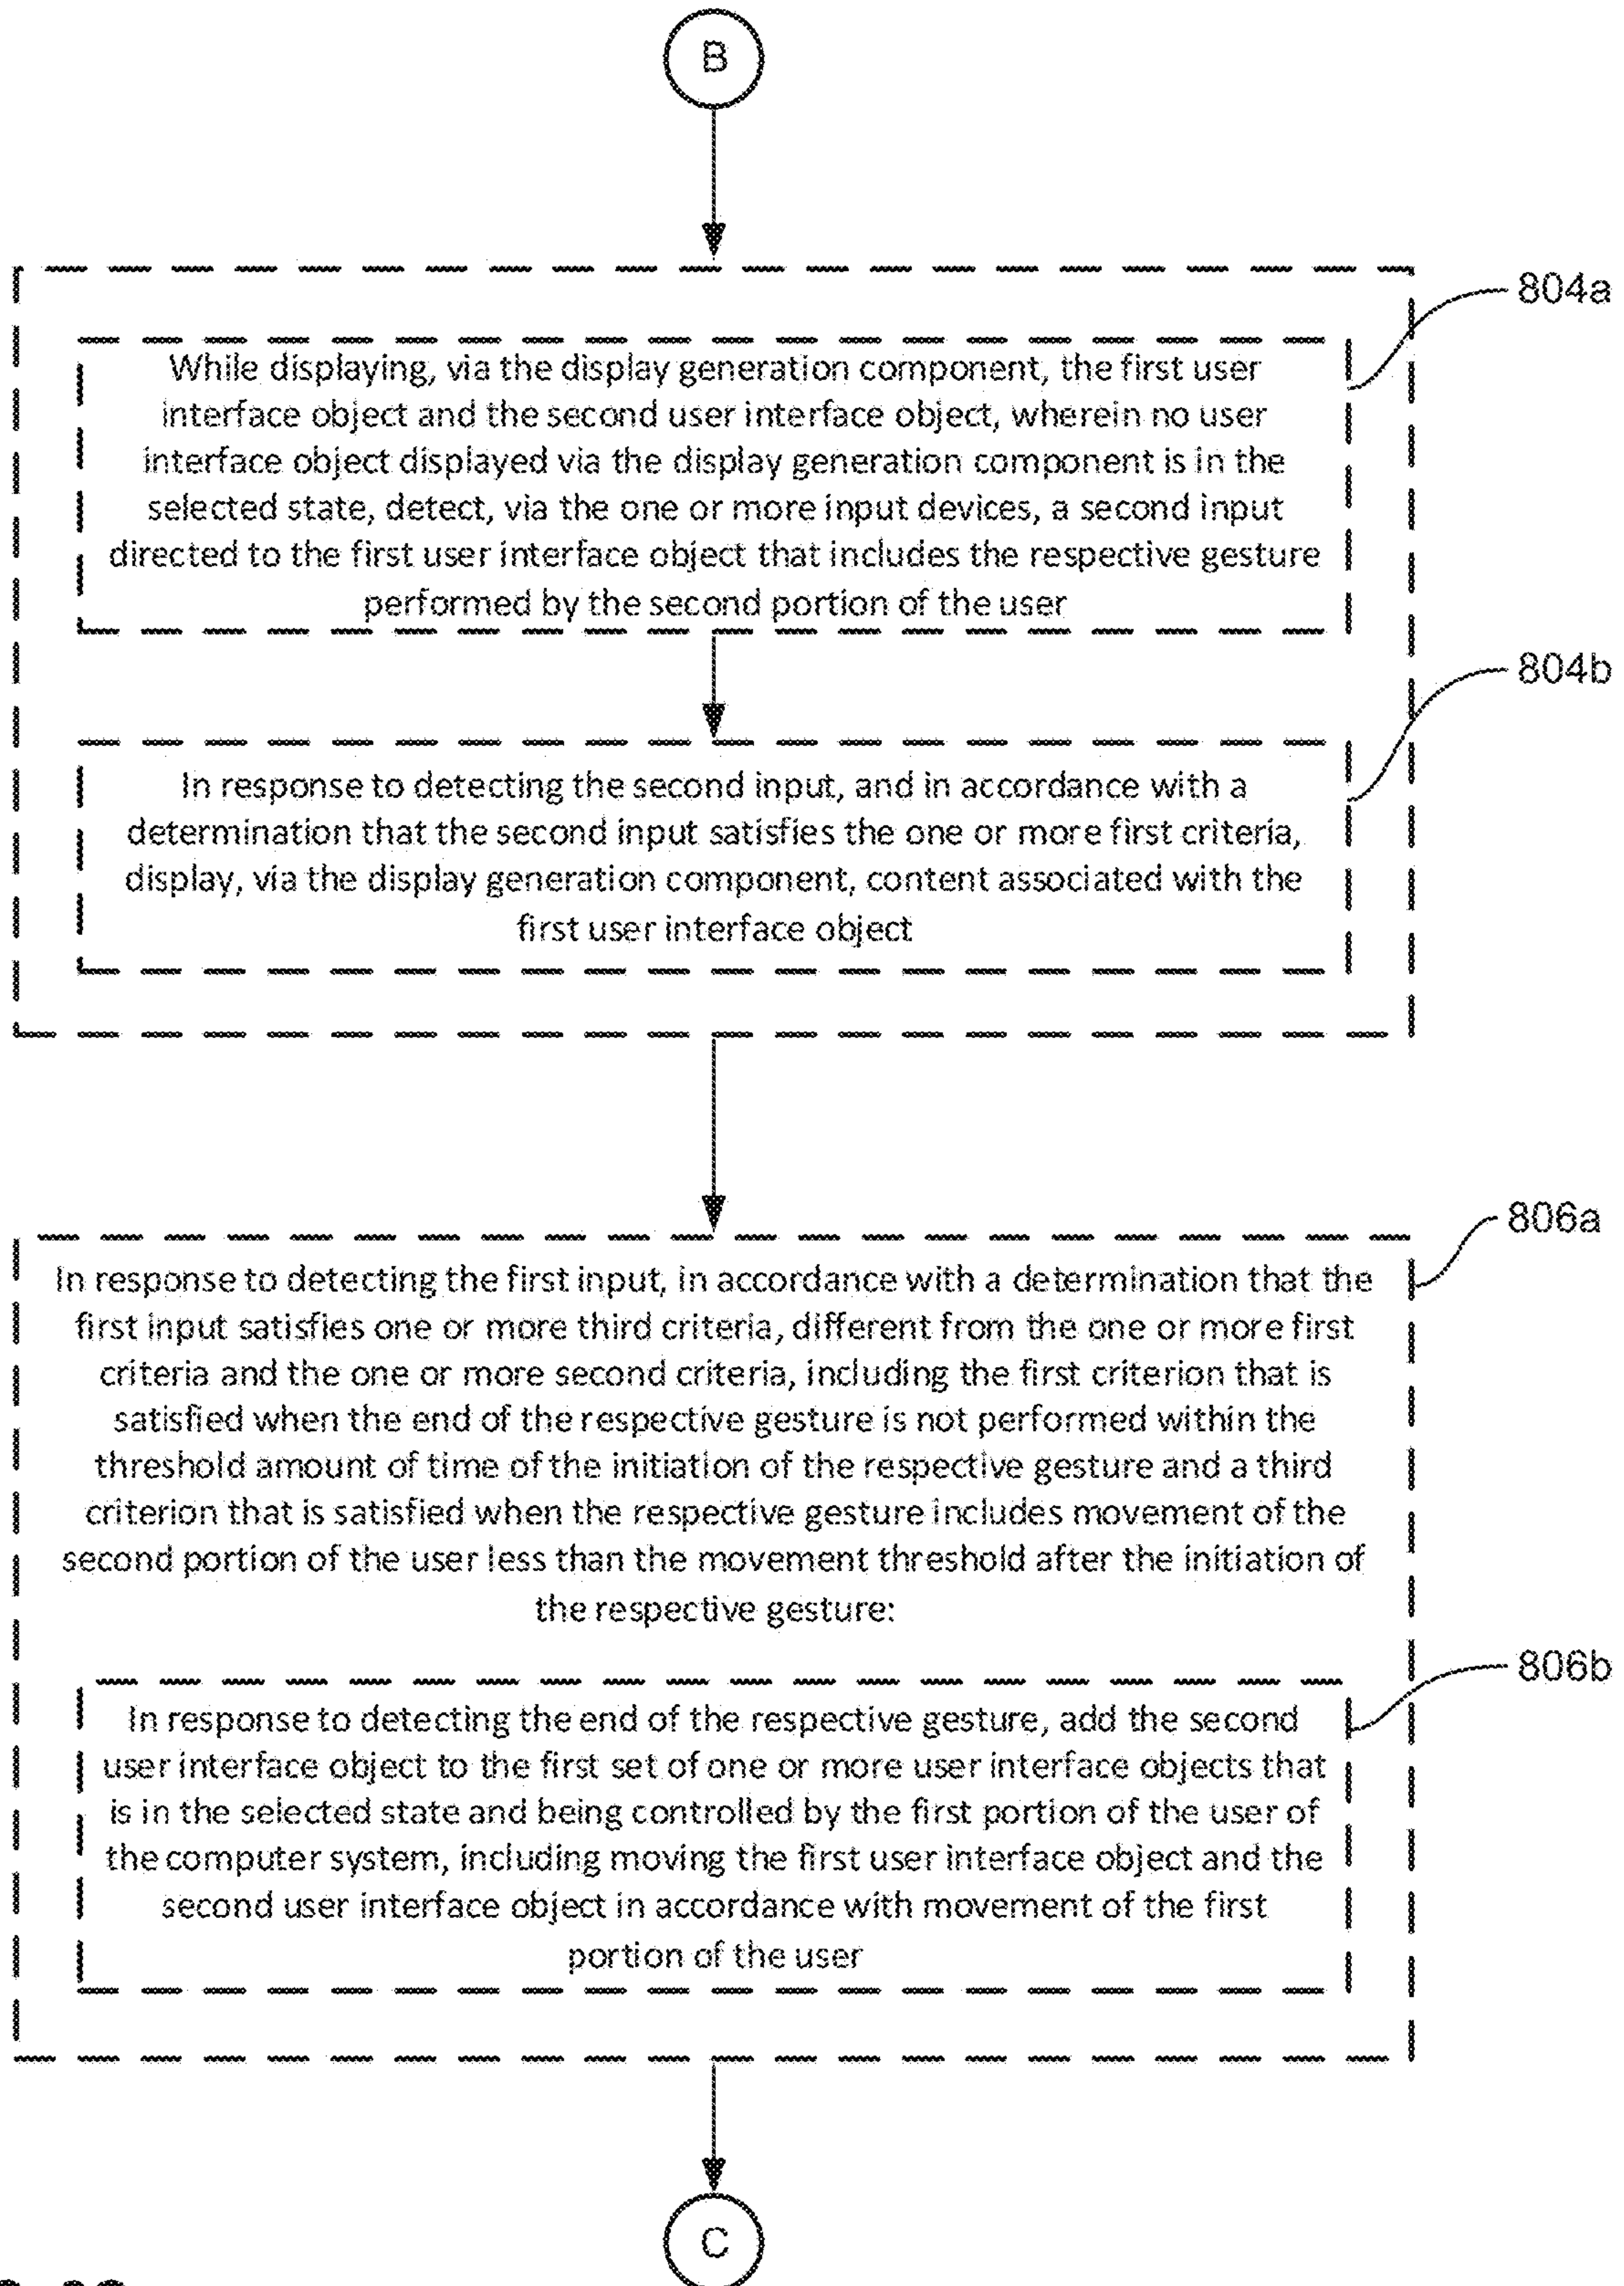 B
804a
While displaying, via the display generation component, the first user
interface object and the second user interface object, wherein no user
interface object displayed via the display generation component is in the
selected state, detect, via the one or more input devices, a second input
directed to the first user interface object that includes the respective gesture
performed by the second portion of the user
804b
In response to detecting the second input, and in accordance with a
determination that the second input satisfies the one or more first criteria,
display, via the display generation component, content associated with the
first user interface object
806a
In response to detecting the first input, in accordance with a determination that the
first input satisfies one or more third criteria, different from the one or more first
criteria and the one or more second criteria, including the first criterion that is
satisfied when the end of the respective gesture is not performed within the
threshold amount of time of the initiation of the respective gesture and a third
criterion that is satisfied when the respective gesture includes movement of the
second portion of the user less than the movement threshold after the initiation of
the respective gesture:
806b
In response to detecting the end of the respective gesture, add the second
user interface object to the first set of one or more user interface objects that
is in the selected state and being controlled by the first portion of the user of
the computer system, including moving the first user interface object and the
second user interface object in accordance with movement of the first
portion of the user
C